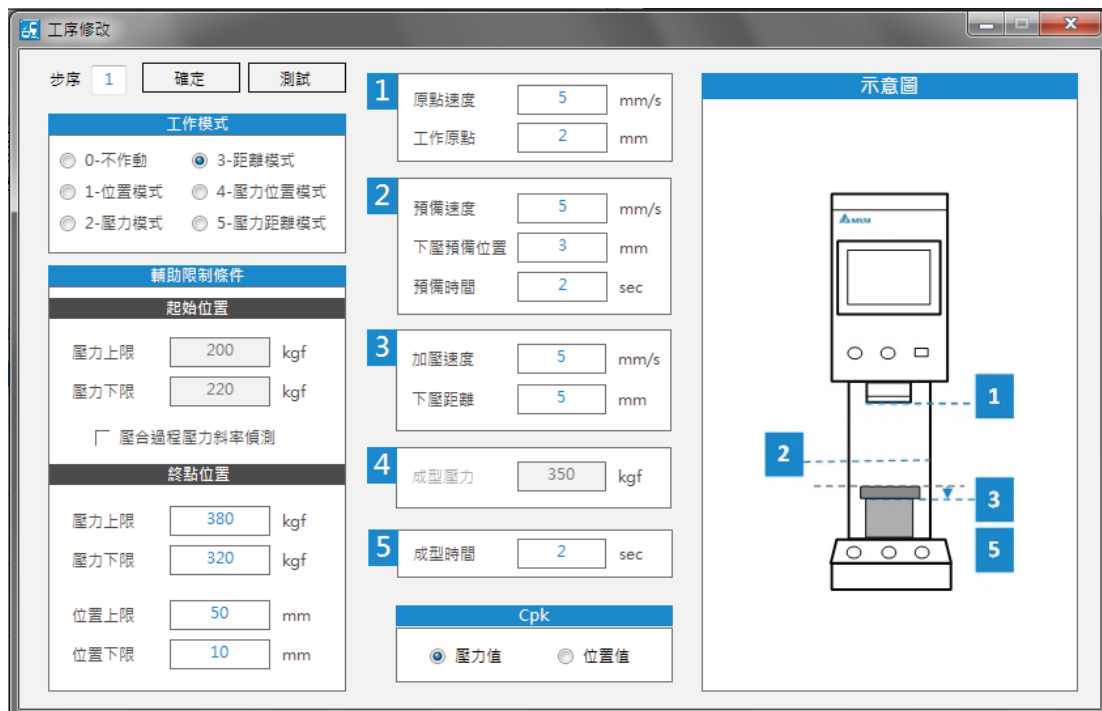 工序修改
步序 1 確定 測試
工作模式
0-不作動 3-距離模式
1-位置模式 4-壓力位置模式
2-壓力模式 5-壓力距離模式
輔助限制條件
起始位置
壓力上限 200 kgf
壓力下限 220 kgf
壓合過程壓力斜率偵測
終點位置
壓力上限 380 kgf
壓力下限 320 kgf
位置上限 50 mm
位置下限 10 mm
1
原點速度 5 mm/s
工作原點 2 mm
2
預備速度 5 mm/s
下壓預備位置 3 mm
預備時間 2 sec
3
加壓速度 5 mm/s
下壓距離 5 mm
4
成型壓力 350 kgf
5
成型時間 2 sec
Cpk
壓力值 位置值
示意圖
DELTA
1
2
3
5